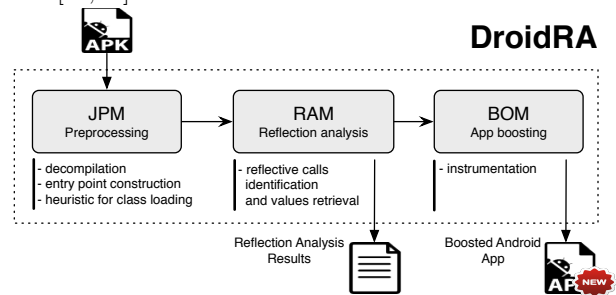 APK
DroidRA
JPM
Preprocessing
RAM
Reflection analysis
BOM
App boosting
- decompilation
- entry point construction
- heuristic for class loading
- reflective calls
identification
and values retrieval
- instrumentation
Reflection Analysis
Results
Boosted Android
App
AP
NEW